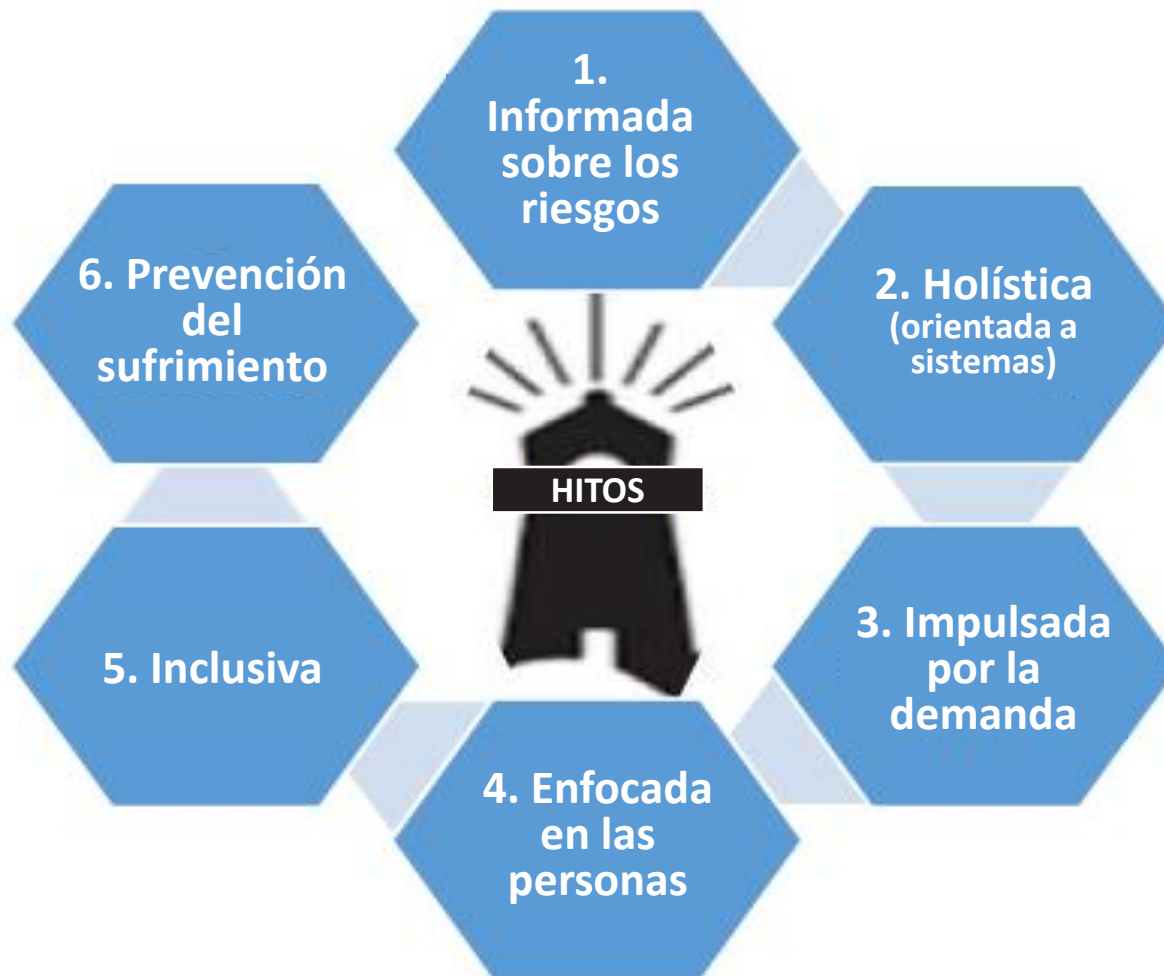 1.
Informada
sobre los
riesgos
2. Holística
(orientada a
sistemas)
3. Impulsada
por la
demanda
4. Enfocada
en las
personas
5. Inclusiva
6. Prevención
del
sufrimiento
HITOS